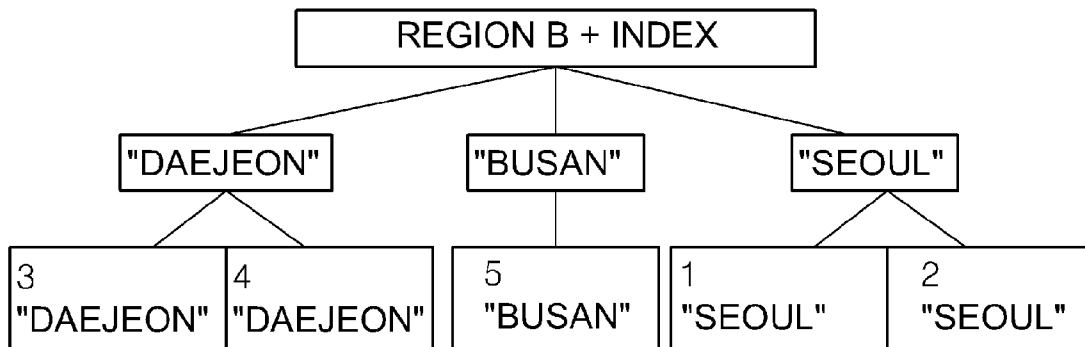 REGION B + INDEX
"DAEJEON" "BUSAN" "SEOUL"
3 4 5 1 2
"DAEJEON" "DAEJEON" "BUSAN" "SEOUL" "SEOUL"